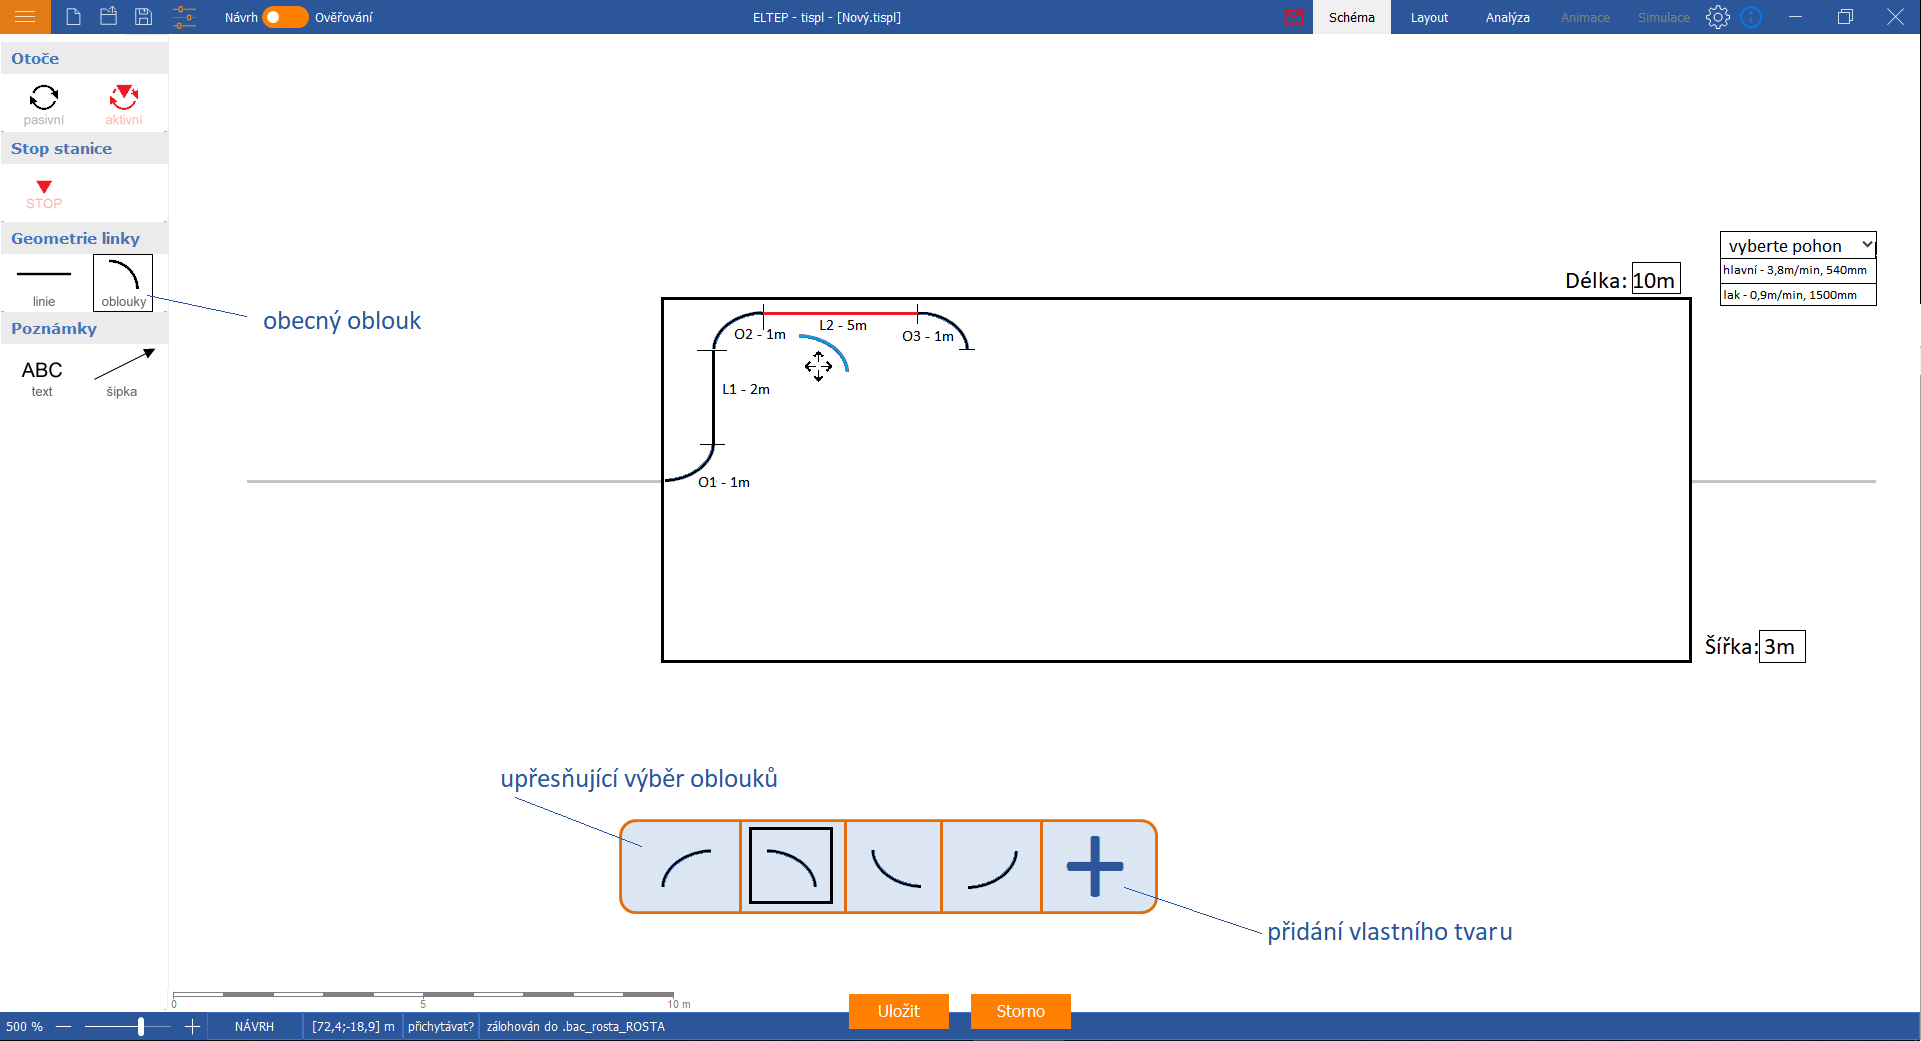 Návrh Ověřování
ELTEP - tispl - [Nový.tispl]
Schéma Layout Analýza Animace Simulace
Otoče
pasivní aktivní
Stop stanice
STOP
Geometrie linky
linie oblouky
Poznámky
ABC
text šipka
obecný oblouk
vyberte pohon
hlavní - 3,8m/min, 540mm
lak - 0,9m/min, 1500mm
Délka: 10m
O2 - 1m
L2 - 5m
O3 - 1m
L1 - 2m
O1 - 1m
Šířka: 3m
upřesňující výběr oblouků
přidání vlastního tvaru
0 5 10 m
Uložit Storno
500 % NÁVRH [72,4;-18,9] m přichytávat? zálohován do .bac_rosta_ROSTA